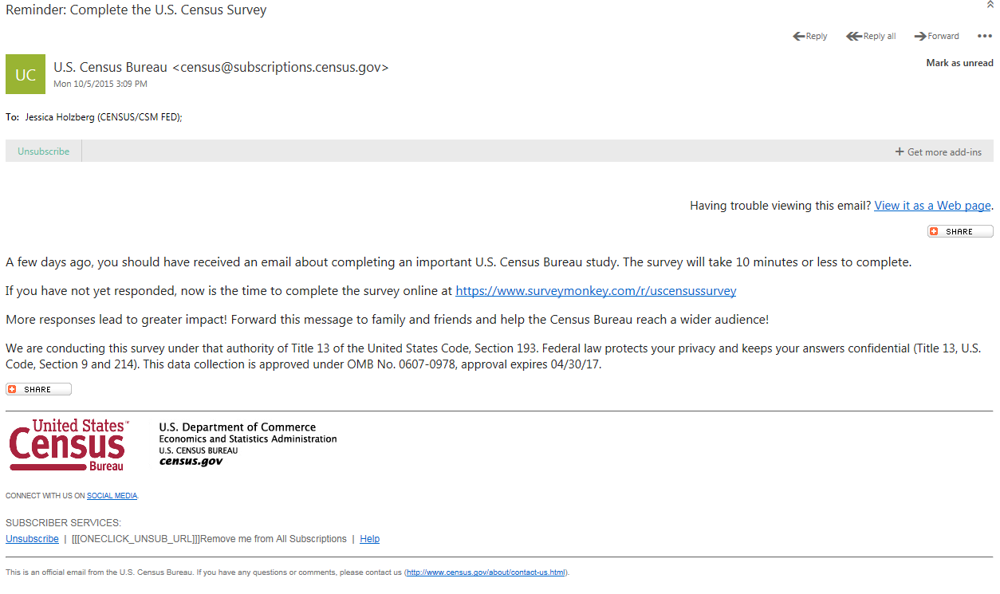 Reminder: Complete the U.S. Census Survey
Reply Reply all Forward
UC
U.S. Census Bureau <census@subscriptions.census.gov>
Mark as unread
Mon 10/5/2015 3:09 PM
To: Jessica Holzberg (CENSUS/CSM FED);
Unsubscribe
+ Get more add-ins
Having trouble viewing this email? View it as a Web page.
SHARE
A few days ago, you should have received an email about completing an important U.S. Census Bureau study. The survey will take 10 minutes or less to complete.
If you have not yet responded, now is the time to complete the survey online at https://www.surveymonkey.com/r/uscensussurvey
More responses lead to greater impact! Forward this message to family and friends and help the Census Bureau reach a wider audience!
We are conducting this survey under that authority of Title 13 of the United States Code, Section 193. Federal law protects your privacy and keeps your answers confidential (Title 13, U.S.
Code, Section 9 and 214). This data collection is approved under OMB No. 0607-0978, approval expires 04/30/17.
SHARE
United States™
Census
Bureau
U.S. Department of Commerce
Economics and Statistics Administration
U.S. CENSUS BUREAU
census.gov
CONNECT WITH US ON SOCIAL MEDIA.
SUBSCRIBER SERVICES:
Unsubscribe | [[[ONECLICK_UNSUB_URL]]]Remove me from All Subscriptions | Help
This is an official email from the U.S. Census Bureau. If you have any questions or comments, please contact us (http://www.census.gov/about/contact-us.html).